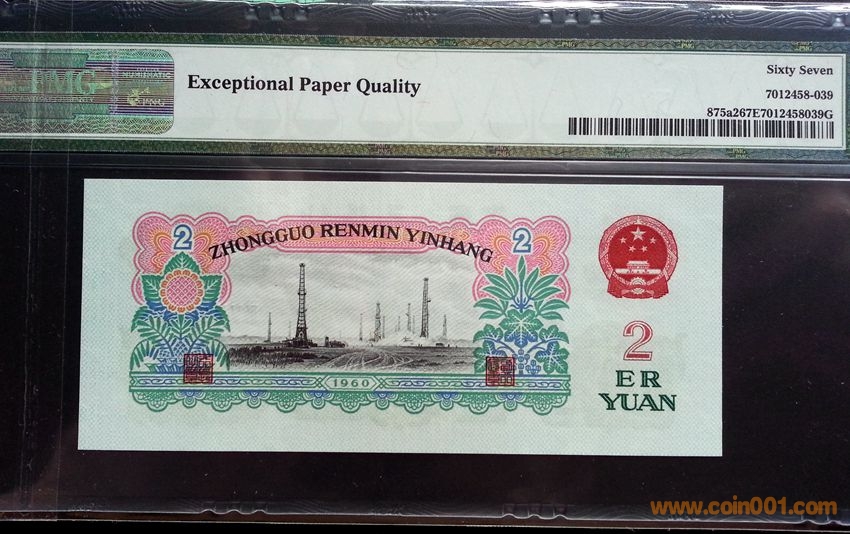 PMG
Exceptional Paper Quality
Sixty Seven
7012458-039
875a267E7012458039G
2
ZHONGGUO RENMIN YINHANG
2
1960
2
ER
YUAN
www.coin001.com